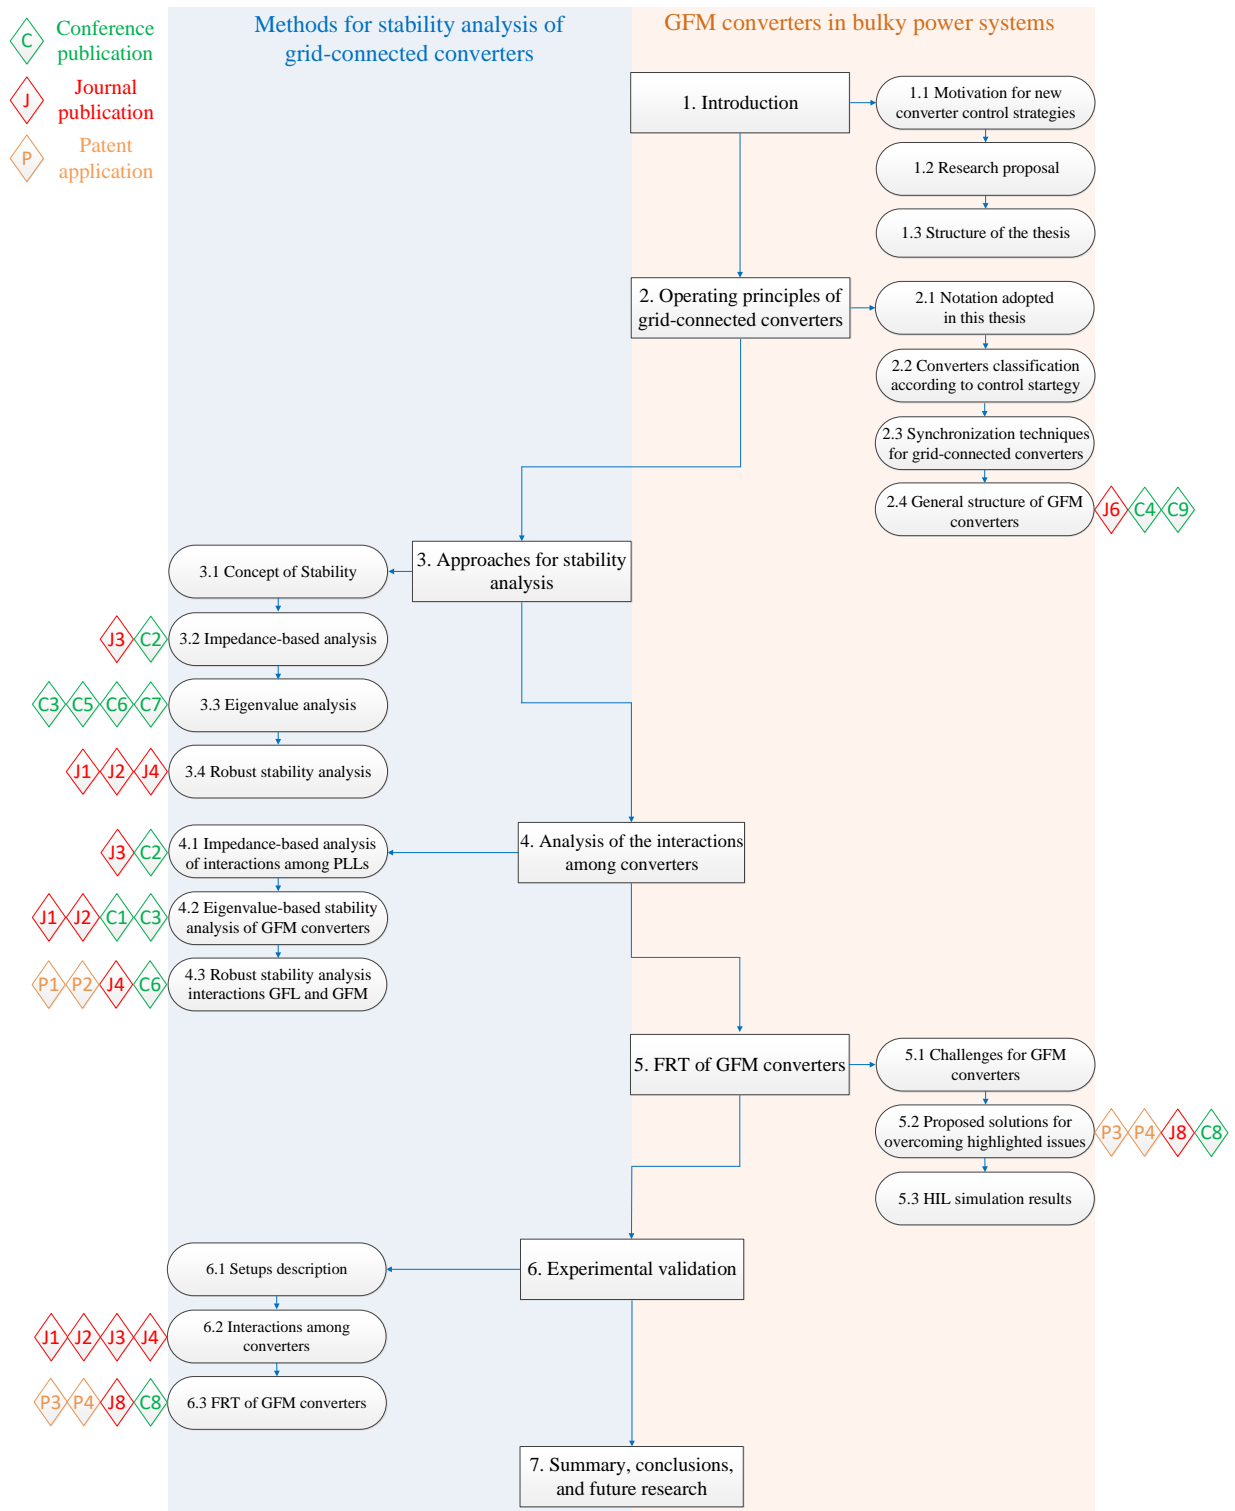 Methods for stability analysis of
grid-connected converters
GFM converters in bulky power systems
C
Conference
publication
J
Journal
publication
P
Patent
application
1. Introduction
1.1 Motivation for new
converter control strategies
1.2 Research proposal
1.3 Structure of the thesis
2. Operating principles of
grid-connected converters
2.1 Notation adopted
in this thesis
2.2 Converters classification
according to control startegy
2.3 Synchronization techniques
for grid-connected converters
2.4 General structure of GFM
converters
J6 C4 C9
3. Approaches for stability
analysis
3.1 Concept of Stability
J3 C2
3.2 Impedance-based analysis
C3 C5 C6 C7
3.3 Eigenvalue analysis
J1 J2 J4
3.4 Robust stability analysis
4. Analysis of the interactions
among converters
J3 C2
4.1 Impedance-based analysis
of interactions among PLLs
J1 J2 C1 C3
4.2 Eigenvalue-based stability
analysis of GFM converters
P1 P2 J4 C6
4.3 Robust stability analysis
interactions GFL and GFM
5. FRT of GFM converters
5.1 Challenges for GFM
converters
5.2 Proposed solutions for
overcoming highlighted issues
P3 P4 J8 C8
5.3 HIL simulation results
6. Experimental validation
6.1 Setups description
J1 J2 J3 J4
6.2 Interactions among
converters
P3 P4 J8 C8
6.3 FRT of GFM converters
7. Summary, conclusions,
and future research